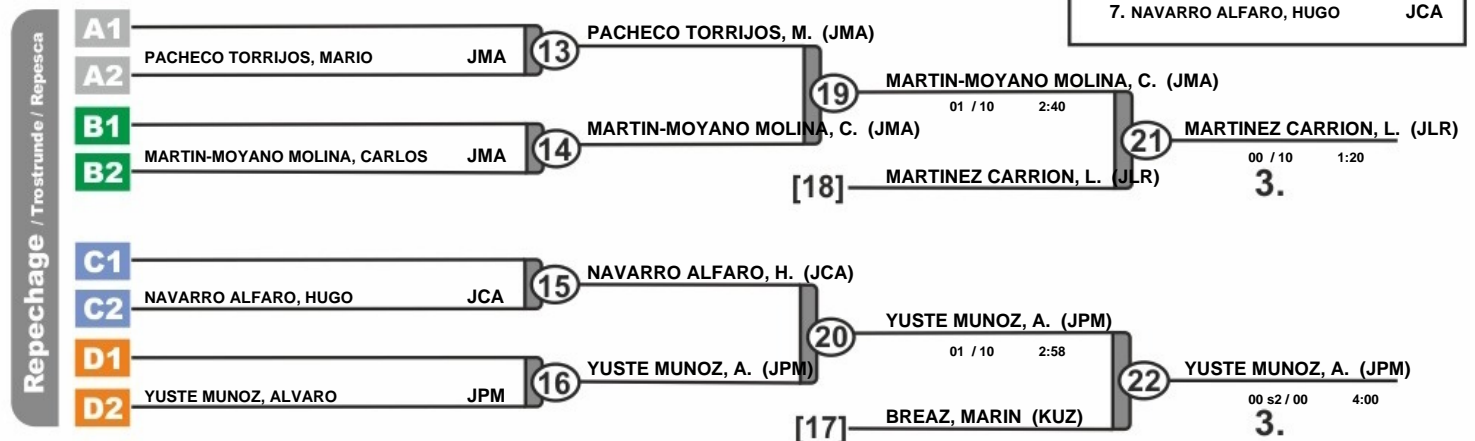 7. NAVARRO ALFARO, HUGO JCA
Repechage / Trostrunde / Repesca
A1
PACHECO TORRIJOS, MARIO JMA
A2
13
PACHECO TORRIJOS, M. (JMA)
B1
MARTIN-MOYANO MOLINA, CARLOS JMA
B2
14
MARTIN-MOYANO MOLINA, C. (JMA)
19
MARTIN-MOYANO MOLINA, C. (JMA)
01 / 10 2:40
[18]
MARTINEZ CARRION, L. (JLR)
21
MARTINEZ CARRION, L. (JLR)
00 / 10 1:20
3.
C1
NAVARRO ALFARO, HUGO JCA
C2
15
NAVARRO ALFARO, H. (JCA)
D1
YUSTE MUNOZ, ALVARO JPM
D2
16
YUSTE MUNOZ, A. (JPM)
20
YUSTE MUNOZ, A. (JPM)
01 / 10 2:58
[17]
BREAZ, MARIN (KUZ)
22
YUSTE MUNOZ, A. (JPM)
00 s2 / 00 4:00
3.